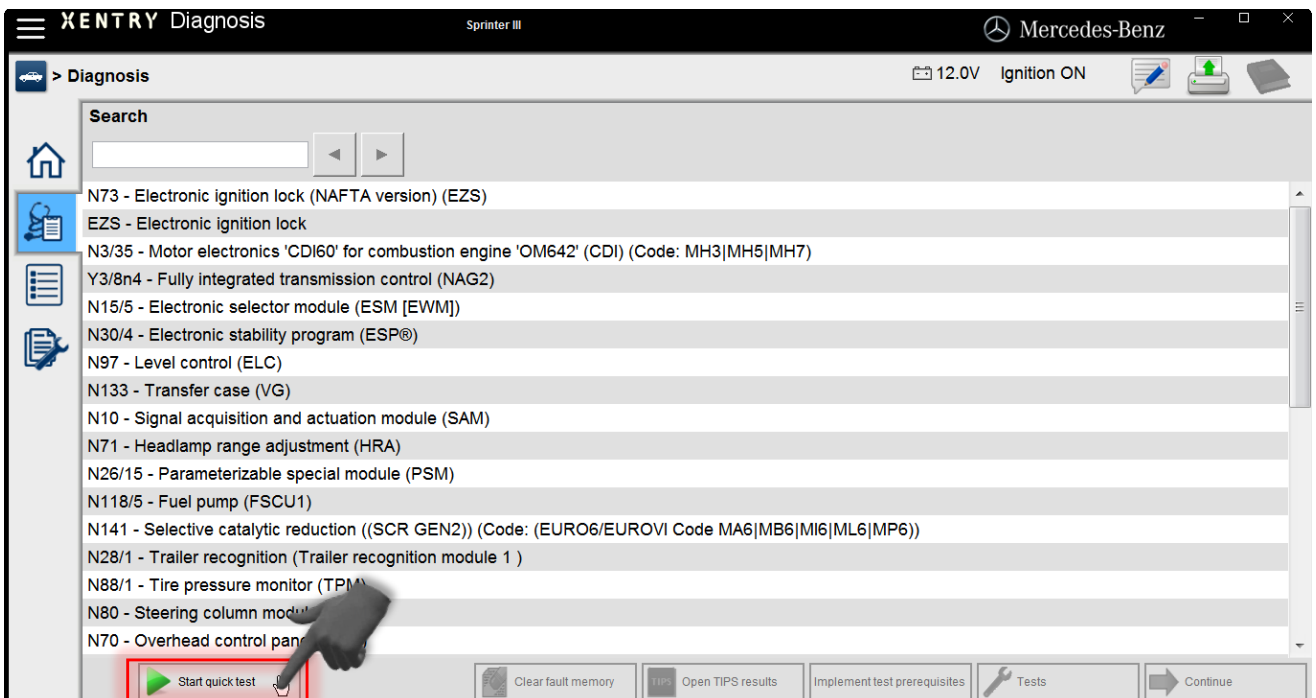 XENTRY Diagnosis
Sprinter III
Mercedes-Benz
> Diagnosis
12.0V
Ignition ON
Search
N73 - Electronic ignition lock (NAFTA version) (EZS)
EZS - Electronic ignition lock
N3/35 - Motor electronics 'CDI60' for combustion engine 'OM642' (CDI) (Code: MH3|MH5|MH7)
Y3/8n4 - Fully integrated transmission control (NAG2)
N15/5 - Electronic selector module (ESM [EWM])
N30/4 - Electronic stability program (ESP®)
N97 - Level control (ELC)
N133 - Transfer case (VG)
N10 - Signal acquisition and actuation module (SAM)
N71 - Headlamp range adjustment (HRA)
N26/15 - Parameterizable special module (PSM)
N118/5 - Fuel pump (FSCU1)
N141 - Selective catalytic reduction ((SCR GEN2)) (Code: (EURO6/EUROVI Code MA6|MB6|MI6|ML6|MP6))
N28/1 - Trailer recognition (Trailer recognition module 1 )
N88/1 - Tire pressure monitor (TPM)
N80 - Steering column
N70 - Overhead control
Start quick test
Clear fault memory
TIPS
Open TIPS results
Implement test prerequisites
Tests
Continue